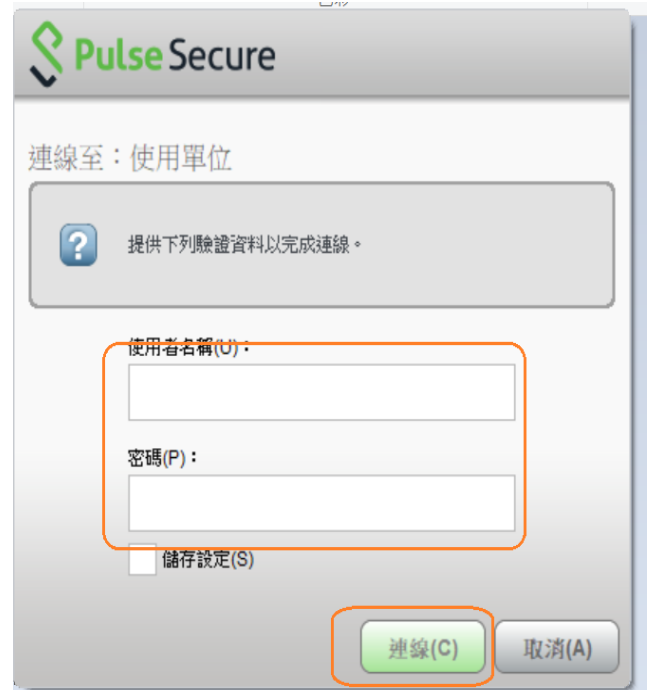 Pulse Secure
連線至：使用單位
?
提供下列驗證資料以完成連線。
使用者名稱(U)：
密碼(P)：
儲存設定(S)
連線(C)
取消(A)